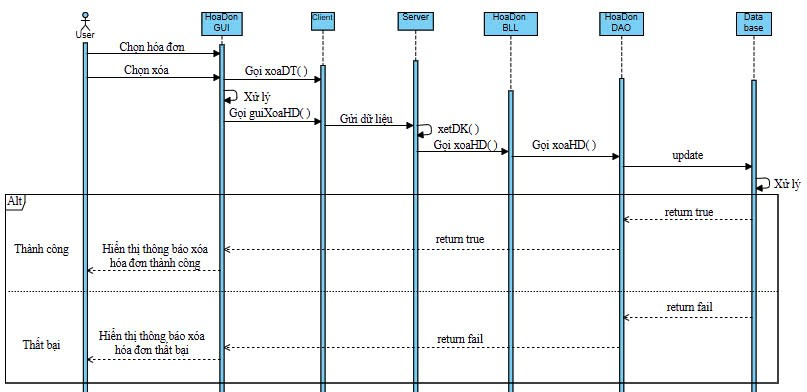 User
HoaDon
GUI
Client
Server
HoaDon
BLL
HoaDon
DAO
Data
base
Chọn hóa đơn
Chọn xóa
Gọi xoaDT( )
Xử lý
Gọi guiXoaHD( )
Gửi dữ liệu
xetDK( )
Gọi xoaHD( )
Gọi xoaHD( )
update
Xử lý
Alt
return true
return true
Thành công
Hiển thị thông báo xóa
hóa đơn thành công
return fail
return fail
Thất bại
Hiển thị thông báo xóa
hóa đơn thất bại